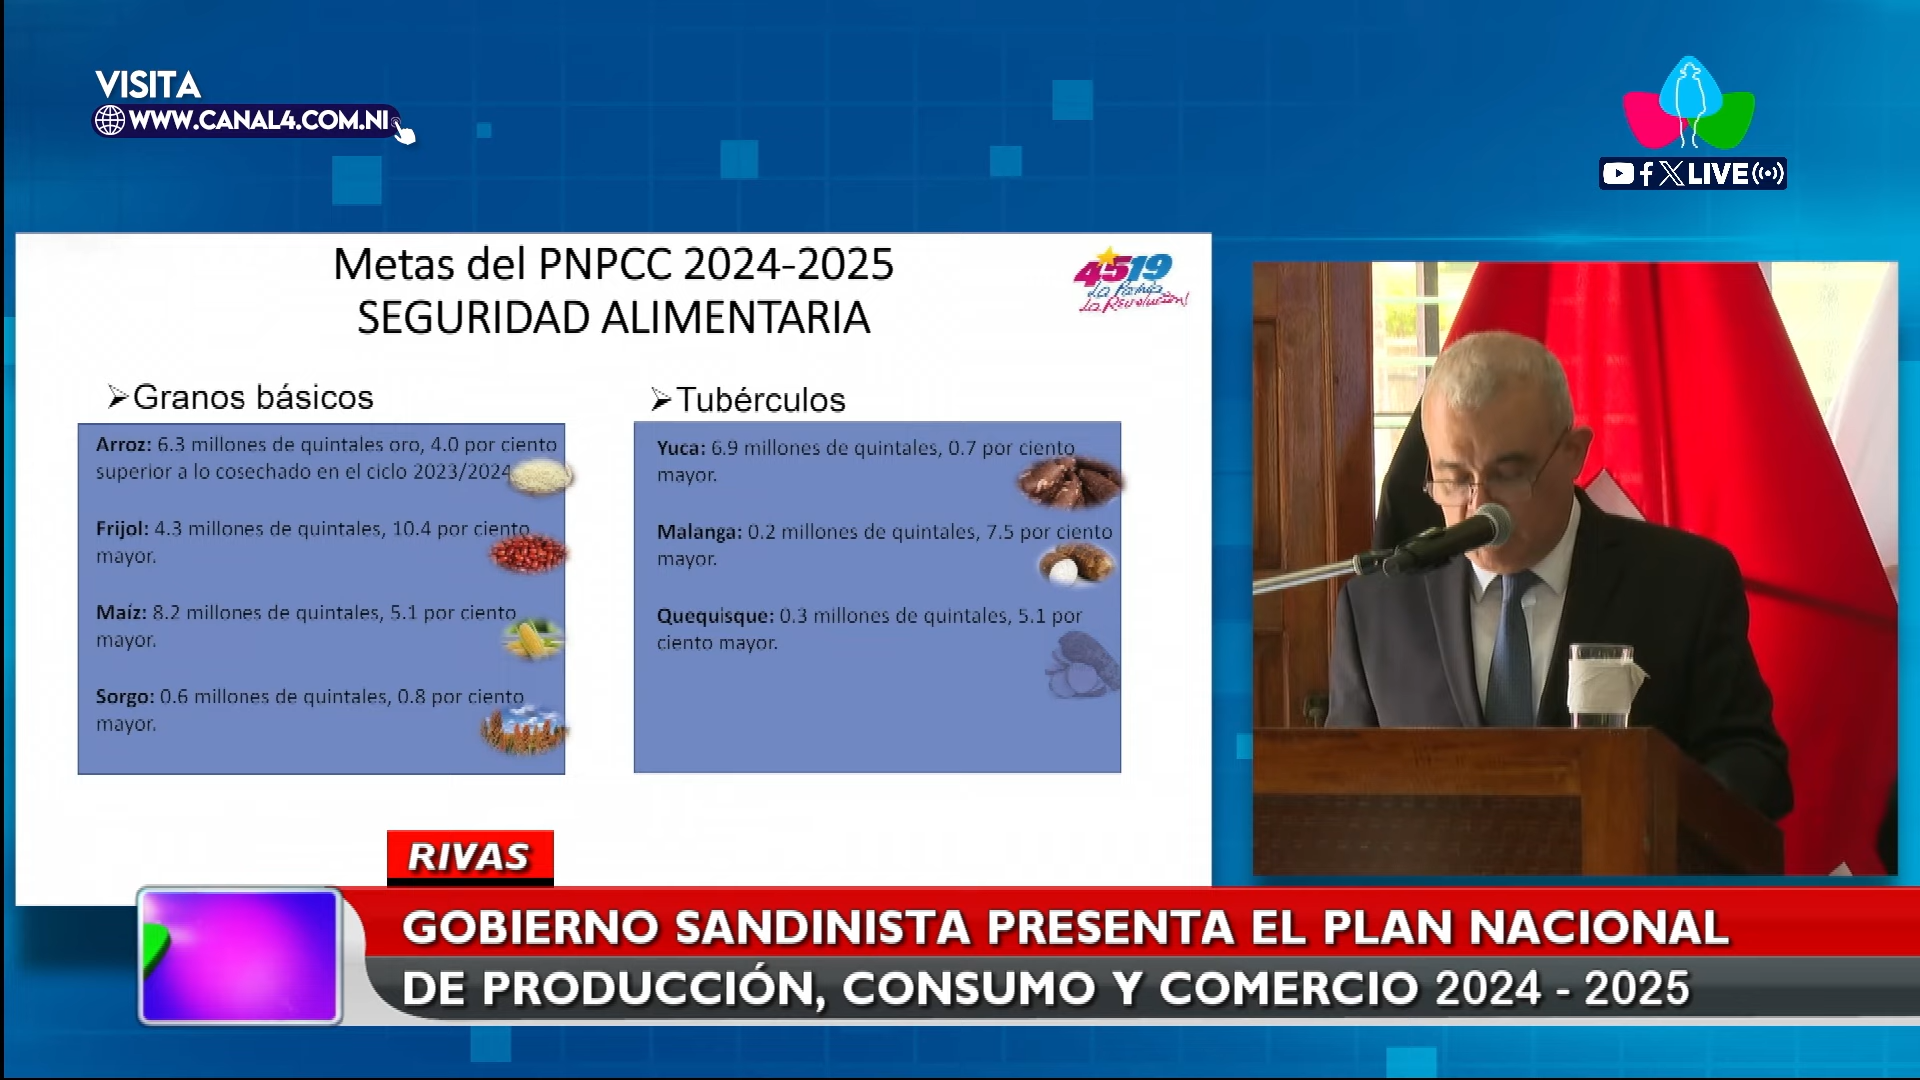 VISITA
WWW.CANAL4.COM.NI
LIVE
Metas del PNPCC 2024-2025
SEGURIDAD ALIMENTARIA
4519
La Patria,
La Revolución!
➢Granos básicos
Arroz: 6.3 millones de quintales oro, 4.0 por ciento
superior a lo cosechado en el ciclo 2023/2024
Frijol: 4.3 millones de quintales, 10.4 por ciento
mayor.
Maíz: 8.2 millones de quintales, 5.1 por ciento
mayor.
Sorgo: 0.6 millones de quintales, 0.8 por ciento
mayor.
➢Tubérculos
Yuca: 6.9 millones de quintales, 0.7 por ciento
mayor.
Malanga: 0.2 millones de quintales, 7.5 por ciento
mayor.
Quequisque: 0.3 millones de quintales, 5.1 por
ciento mayor.
RIVAS
GOBIERNO SANDINISTA PRESENTA EL PLAN NACIONAL
DE PRODUCCIÓN, CONSUMO Y COMERCIO 2024 - 2025